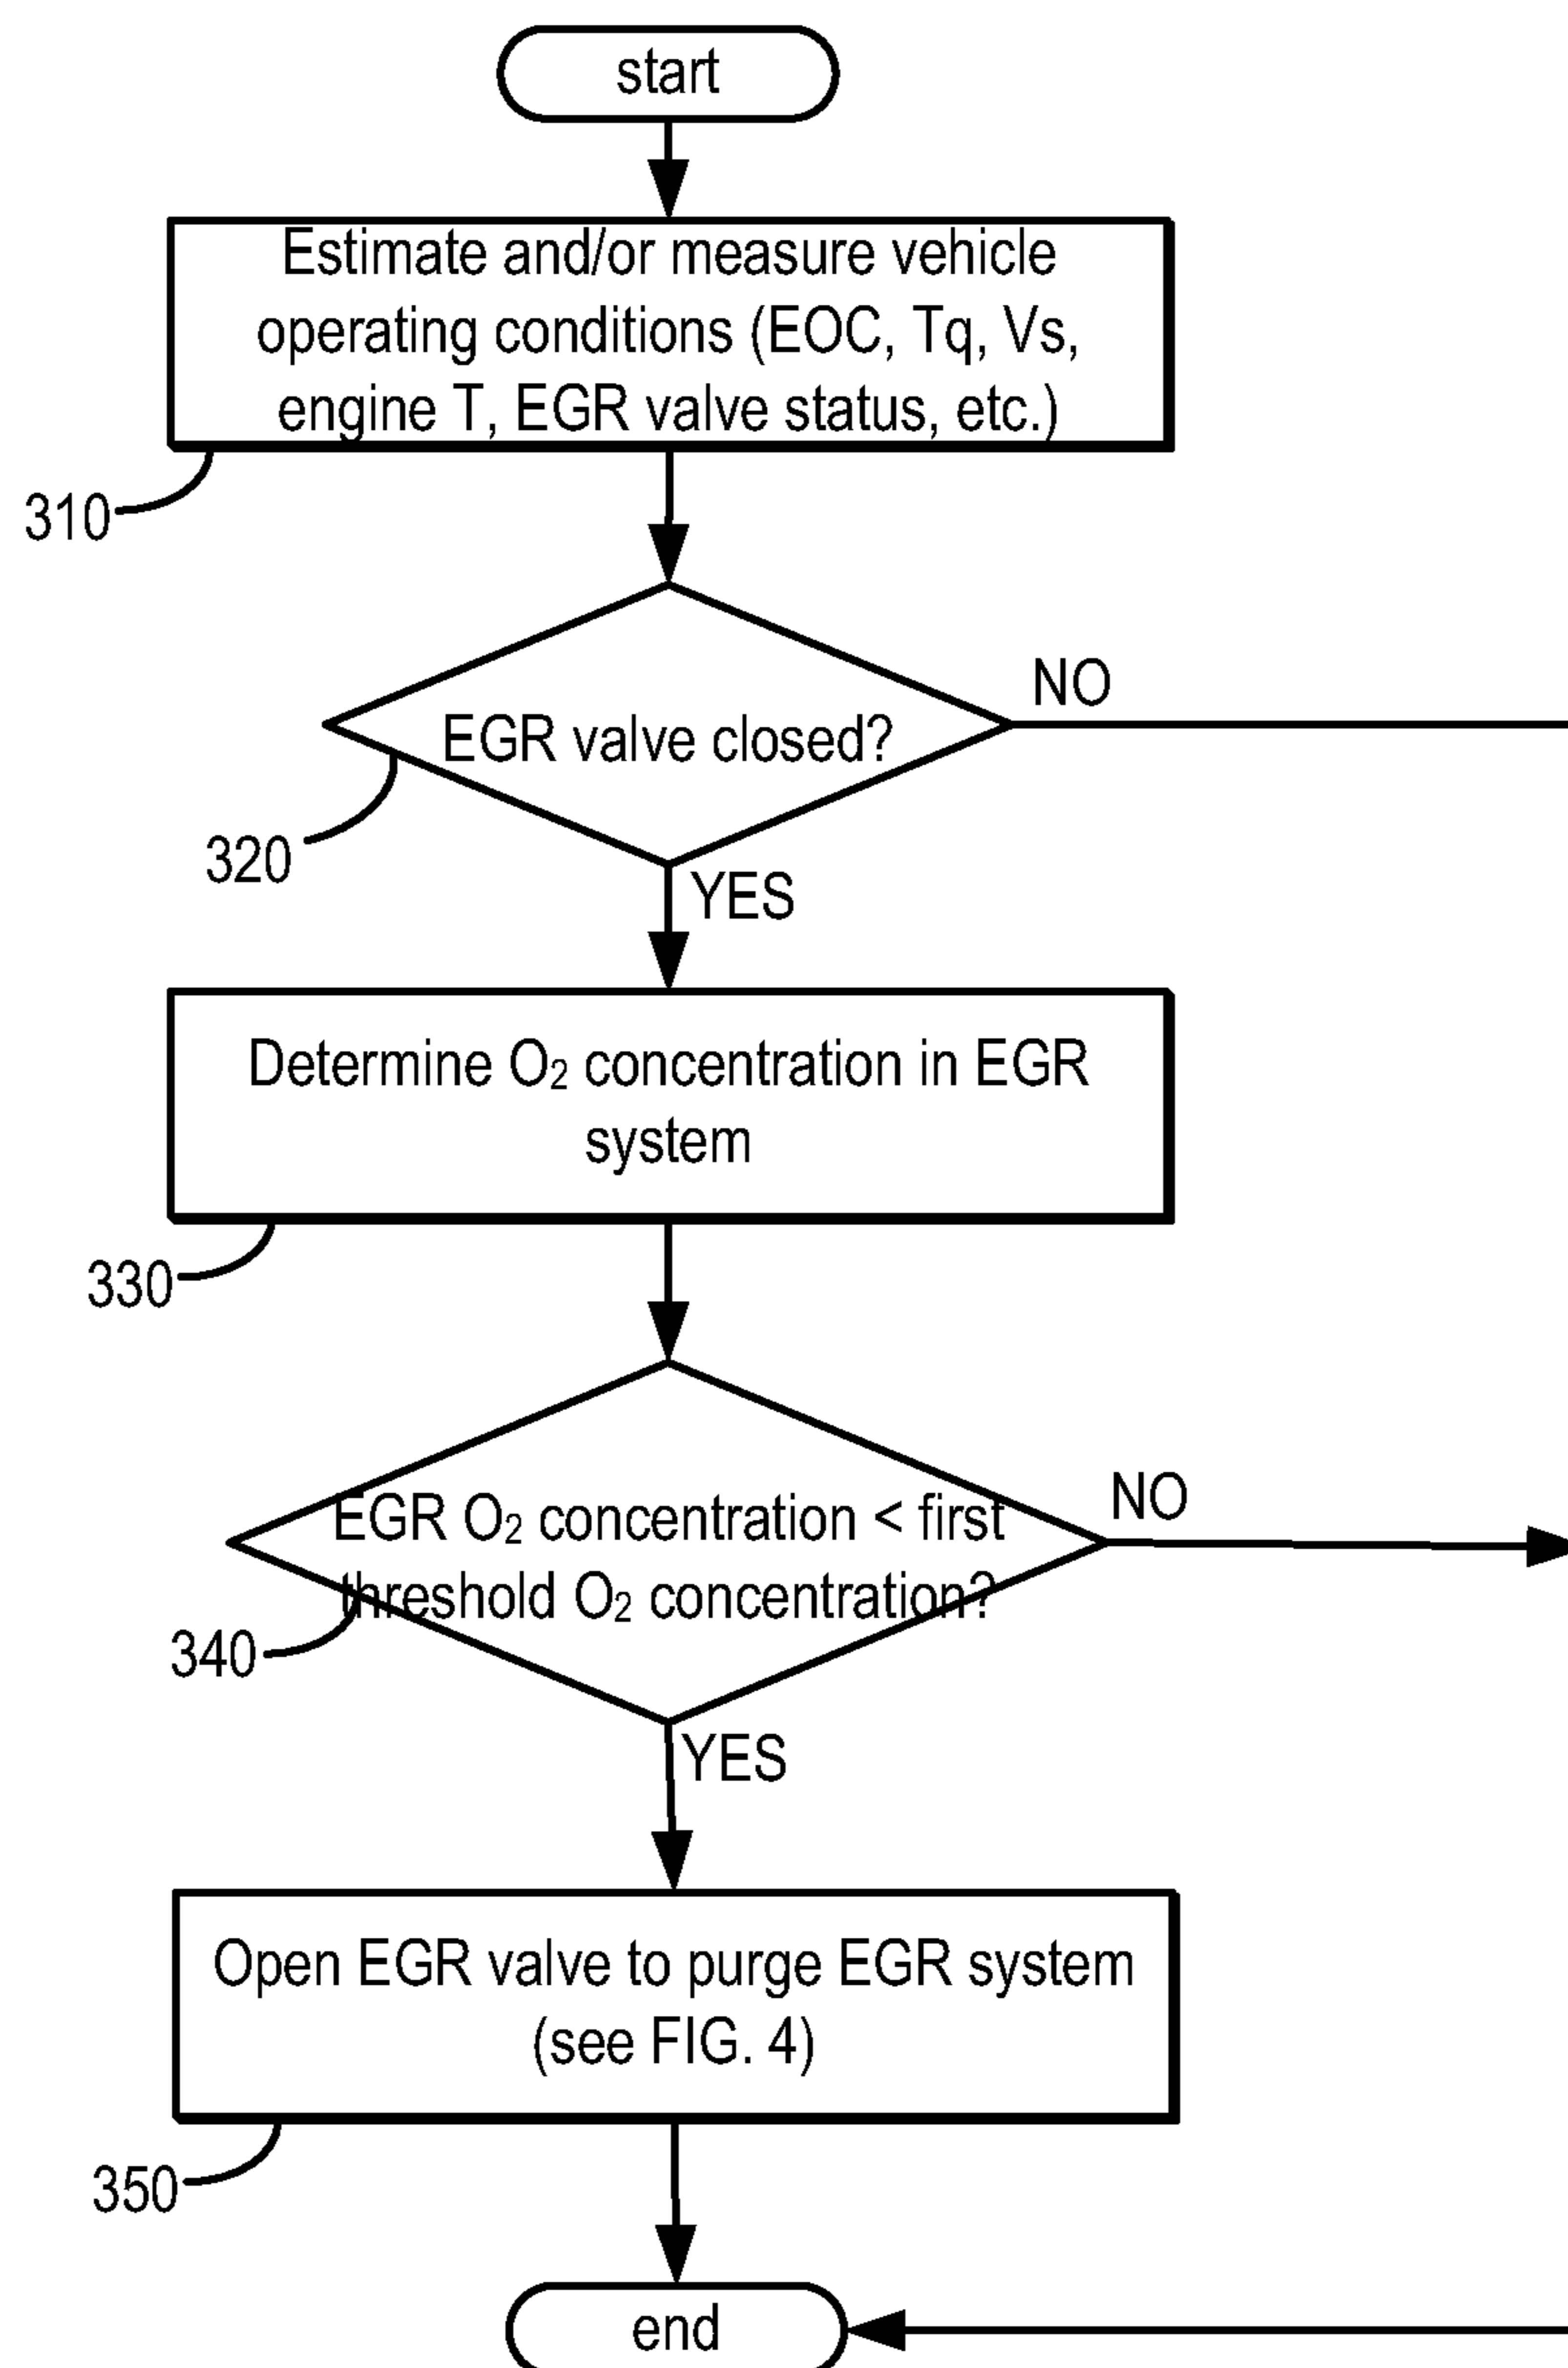 start
Estimate and/or measure vehicle
operating conditions (EOC, Tq, Vs,
engine T, EGR valve status, etc.)
310
NO
EGR valve closed?
320
YES
Determine O₂ concentration in EGR
system
330
NO
EGR O₂ concentration < first
threshold O₂ concentration?
340
YES
Open EGR valve to purge EGR system
(see FIG. 4)
350
end